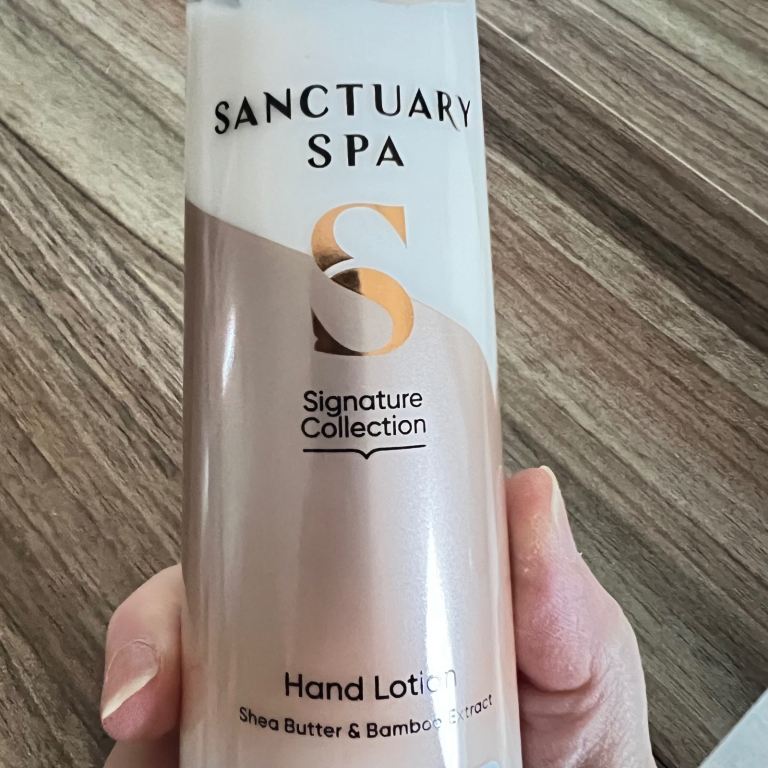 SANCTUARY
SPA
S
Signature
Collection
Hand Lotion
Shea Butter & Bamboo Extract